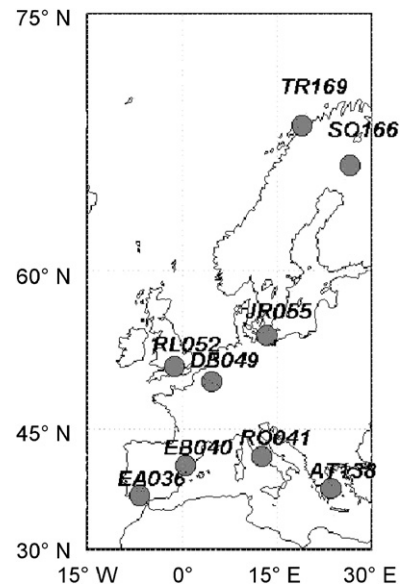 75° N
TR169
SO166
60° N
JR055
RL052
DB049
45° N
RO041
EB040
AT138
EA036
30° N
15° W 0° 15° E 30° E